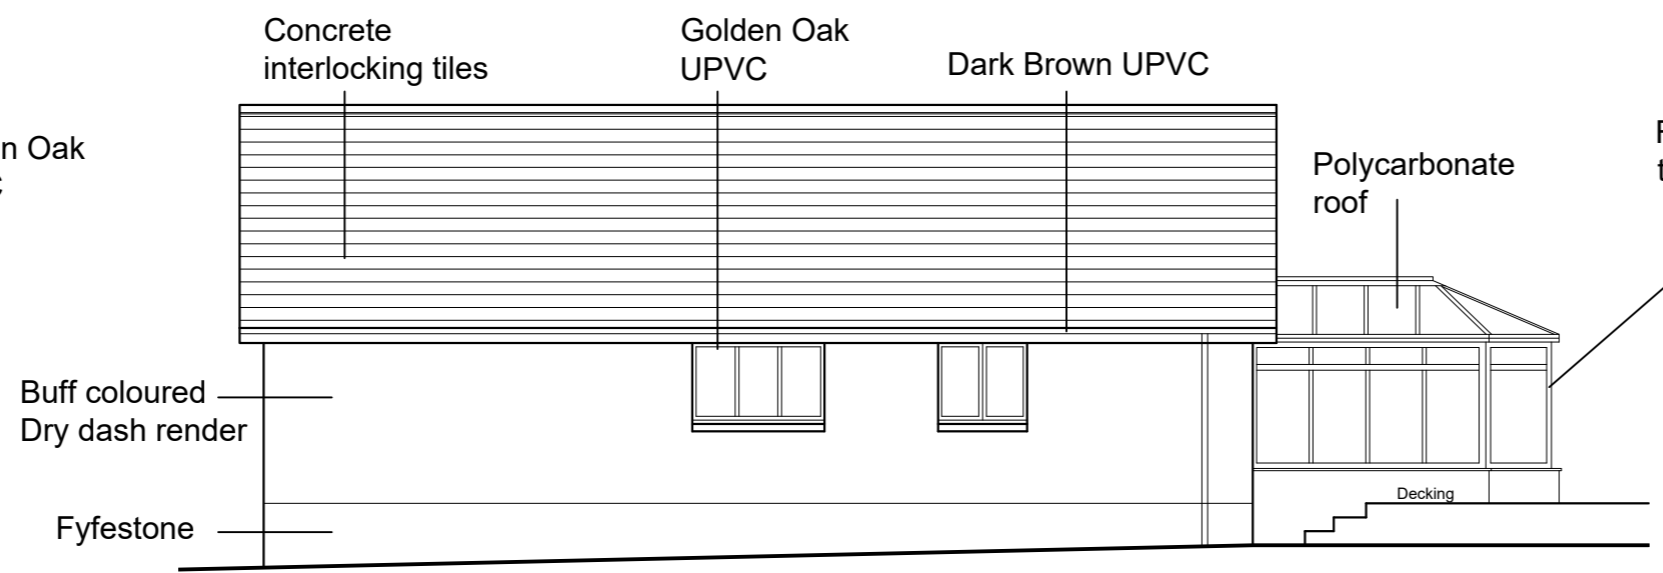 Concrete
interlocking tiles
Golden Oak
UPVC
Dark Brown UPVC
n Oak
Polycarbonate
roof
Buff coloured
Dry dash render
Fyfestone
Decking